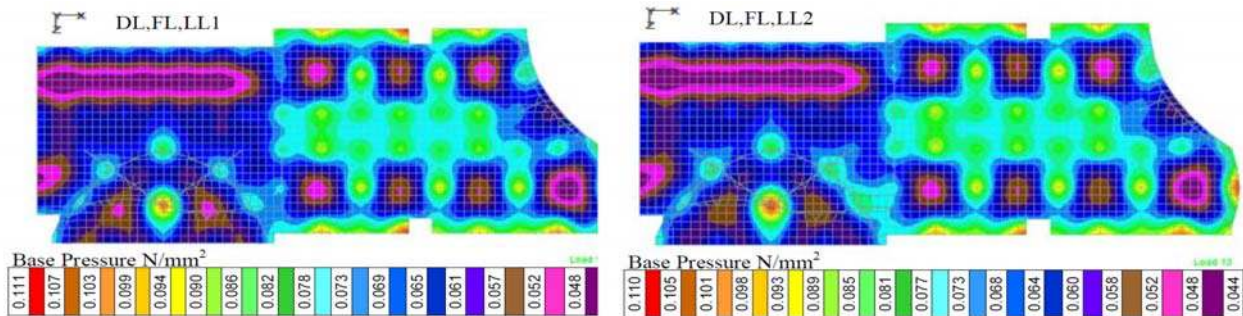 DL,FL,LL1
X
Z
Base Pressure N/mm²
0.111 0.107 0.103 0.099 0.094 0.090 0.086 0.082 0.078 0.073 0.069 0.065 0.061 0.057 0.052 0.048
DL,FL,LL2
X
Z
Base Pressure N/mm²
Load 13
0.110 0.105 0.101 0.098 0.093 0.089 0.085 0.081 0.077 0.073 0.068 0.064 0.060 0.058 0.052 0.048 0.044